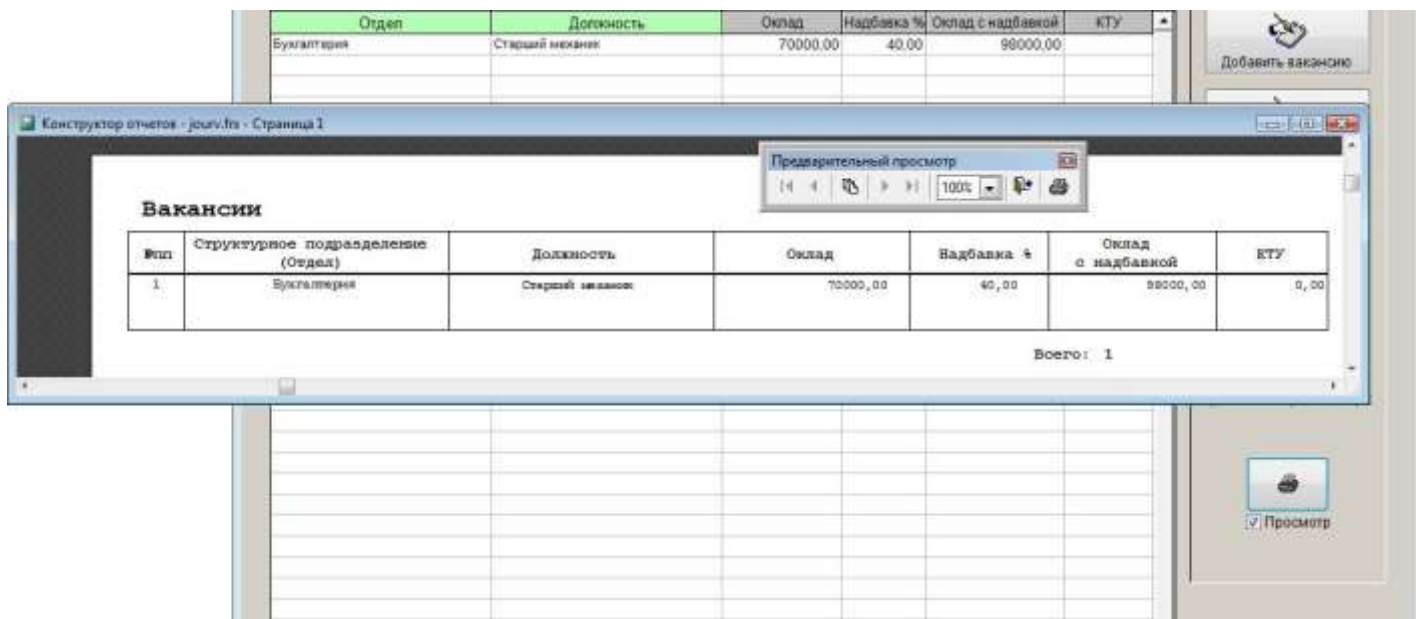 Отдел Должность Оклад Надбавка % Оклад с надбавкой КТУ
Бухгалтерия Старший механик 70000.00 40.00 98000.00
Добавить вакансию
Конструктор отчетов - jourv.frx - Страница 1
Предварительный просмотр
100%
Вакансии
№пп Структурное подразделение (Отдел) Должность Оклад Надбавка % Оклад с надбавкой КТУ
1 Бухгалтерия Старший механик 70000,00 40,00 98000,00 0,00
Всего: 1
Просмотр